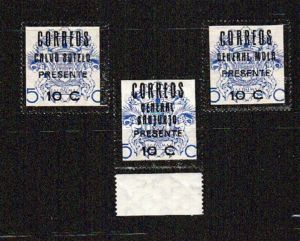 CORREOS
CALVO SOTELO
PRESENTE
10 C
CORREOS
GENERAL MOLA
PRESENTE
10 C
CORREOS
GENERAL
SANJURJO
PRESENTE
10 C